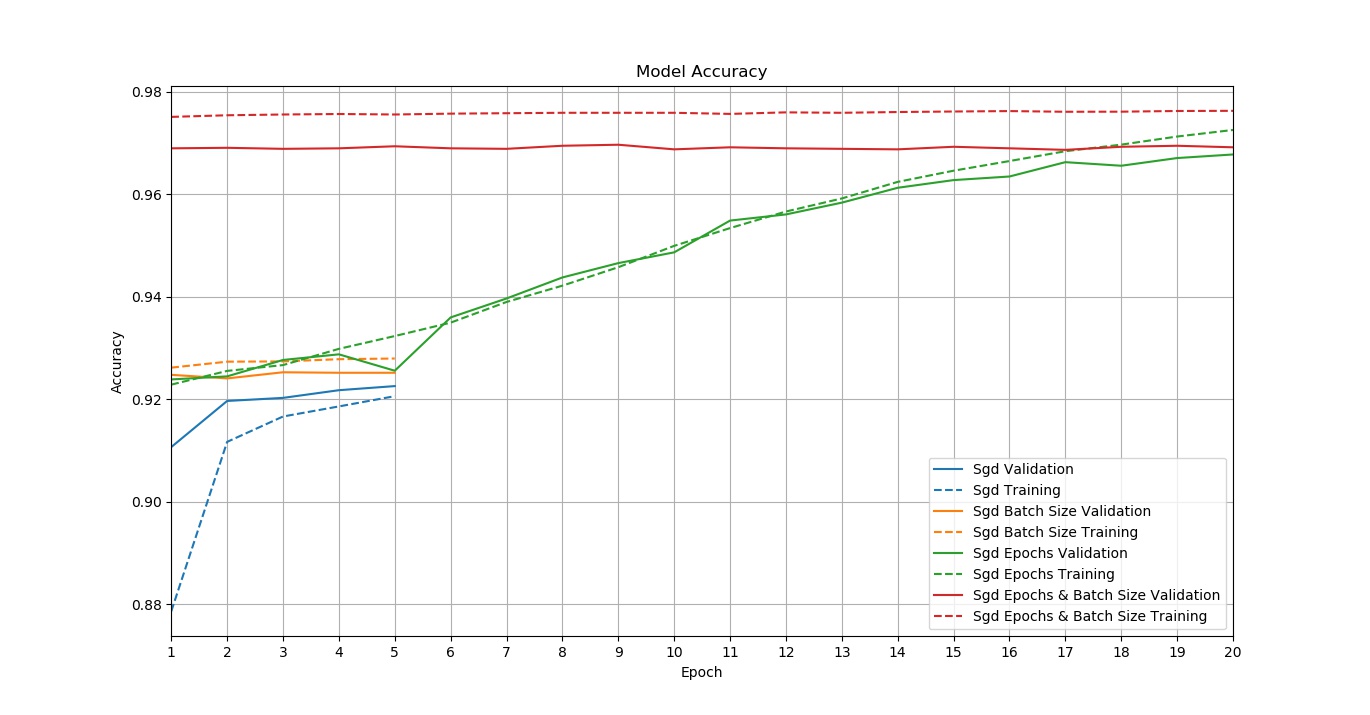 Model Accuracy
0.98
0.96
0.94
0.92
0.90
0.88
Accuracy
1 2 3 4 5 6 7 8 9 10 11 12 13 14 15 16 17 18 19 20
Epoch
Sgd Validation
Sgd Training
Sgd Batch Size Validation
Sgd Batch Size Training
Sgd Epochs Validation
Sgd Epochs Training
Sgd Epochs & Batch Size Validation
Sgd Epochs & Batch Size Training